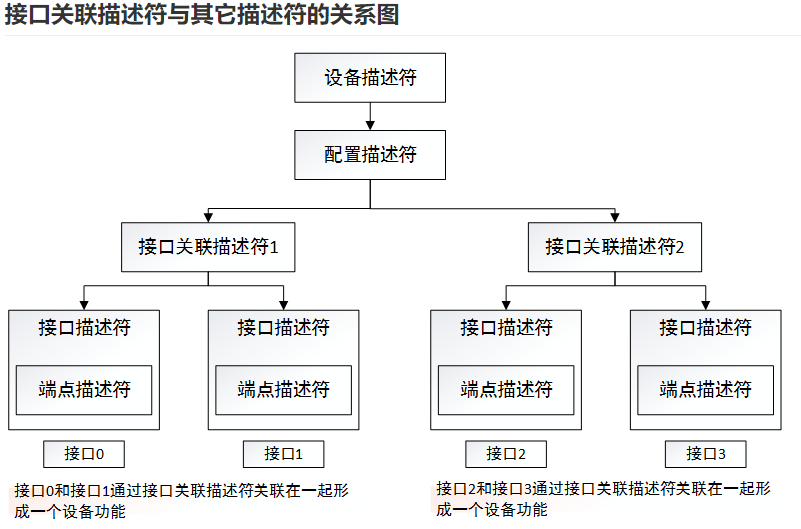 接口关联描述符与其它描述符的关系图
设备描述符
配置描述符
接口关联描述符1
接口关联描述符2
接口描述符
接口描述符
接口描述符
接口描述符
端点描述符
端点描述符
端点描述符
端点描述符
接口0
接口1
接口2
接口3
接口0和接口1通过接口关联描述符关联在一起形
成一个设备功能
接口2和接口3通过接口关联描述符关联在一起形
成一个设备功能